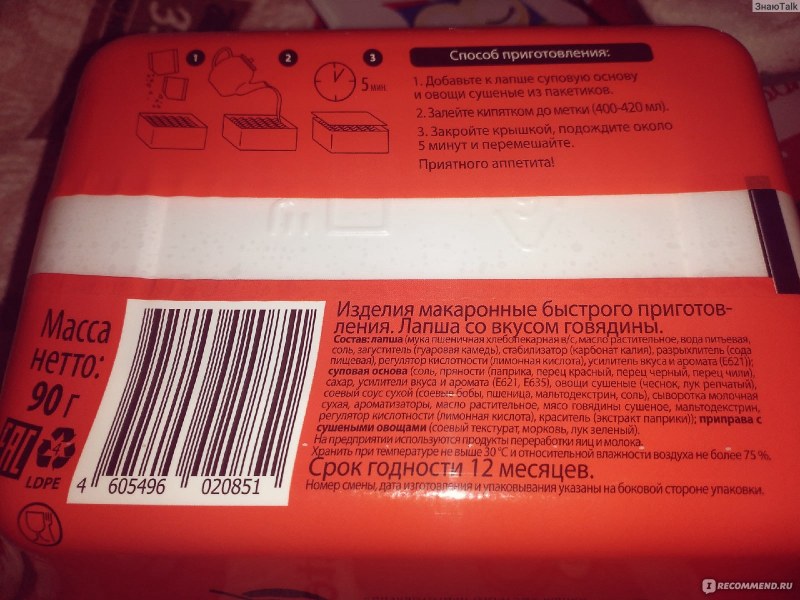 ЗнаюTalk
1
2
3
5 мин.
Способ приготовления:
1. Добавьте к лапше суповую основу
и овощи сушеные из пакетиков.
2. Залейте кипятком до метки (400-420 мл).
3. Закройте крышкой, подождите около
5 минут и перемешайте.
Приятного аппетита!
Масса
нетто:
90 г
EAC
4
LDPE
4 605496 020851
Изделия макаронные быстрого приготов-
ления. Лапша со вкусом говядины.
Состав: лапша (мука пшеничная хлебопекарная в/с, масло растительное, вода питьевая,
соль, загуститель (гуаровая камедь), стабилизатор (карбонат калия), разрыхлитель (сода
пищевая), регулятор кислотности (лимонная кислота), усилитель вкуса и аромата (Е621));
суповая основа (соль, пряности (паприка, перец красный, перец черный, перец чили),
сахар, усилители вкуса и аромата (Е621, Е635), овощи сушеные (чеснок, лук репчатый),
соевый соус сухой (соевые бобы, пшеница, мальтодекстрин, соль), сыворотка молочная
сухая, ароматизаторы, масло растительное, мясо говядины сушеное, мальтодекстрин,
регулятор кислотности (лимонная кислота), краситель (экстракт паприки)); приправа с
сушеными овощами (соевый текстурат, морковь, лук зеленый).
На предприятии используются продукты переработки яиц и молока.
Хранить при температуре не выше 30 °С и относительной влажности воздуха не более 75 %.
Срок годности 12 месяцев.
Номер смены, дата изготовления и упаковывания указаны на боковой стороне упаковки.
IRECOMMEND.RU